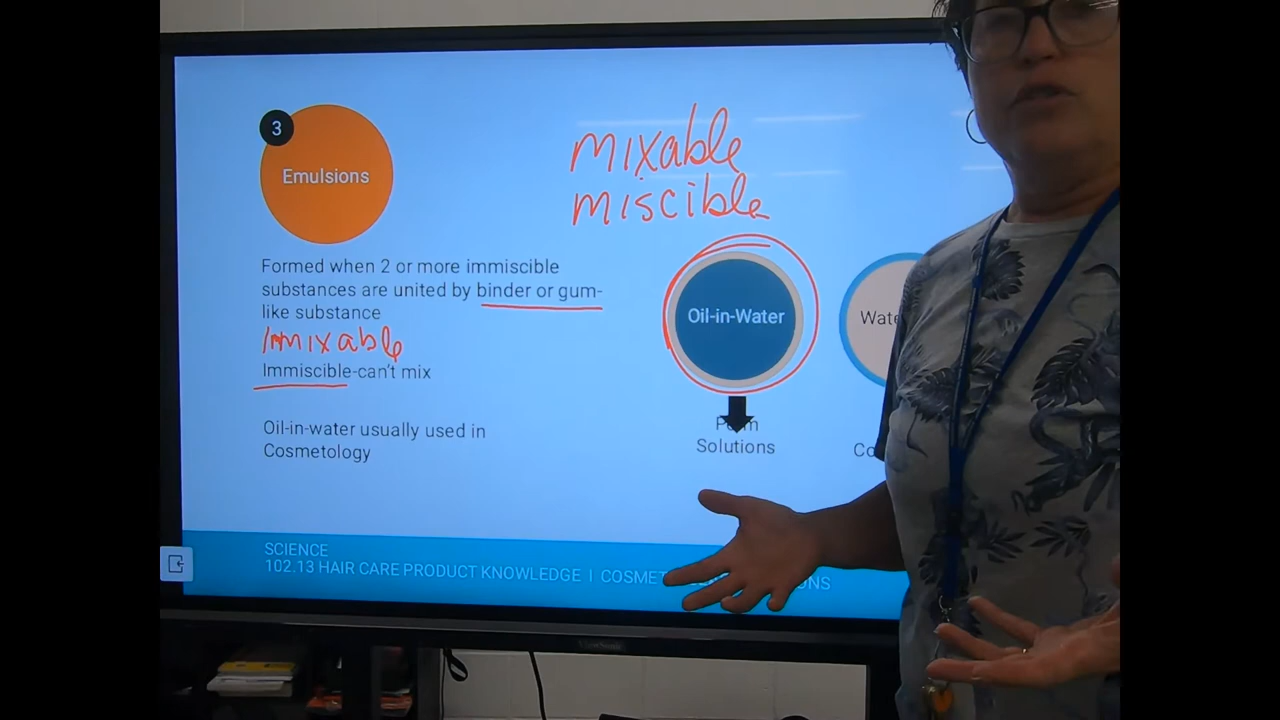 3
Emulsions
mixable
miscible
Formed when 2 or more immiscible
substances are united by binder or gum-
like substance
Immixable
Immiscible-can't mix
Oil-in-water usually used in
Cosmetology
Oil-in-Water
Solutions
SCIENCE
102.13 HAIR CARE PRODUCT KNOWLEDGE I